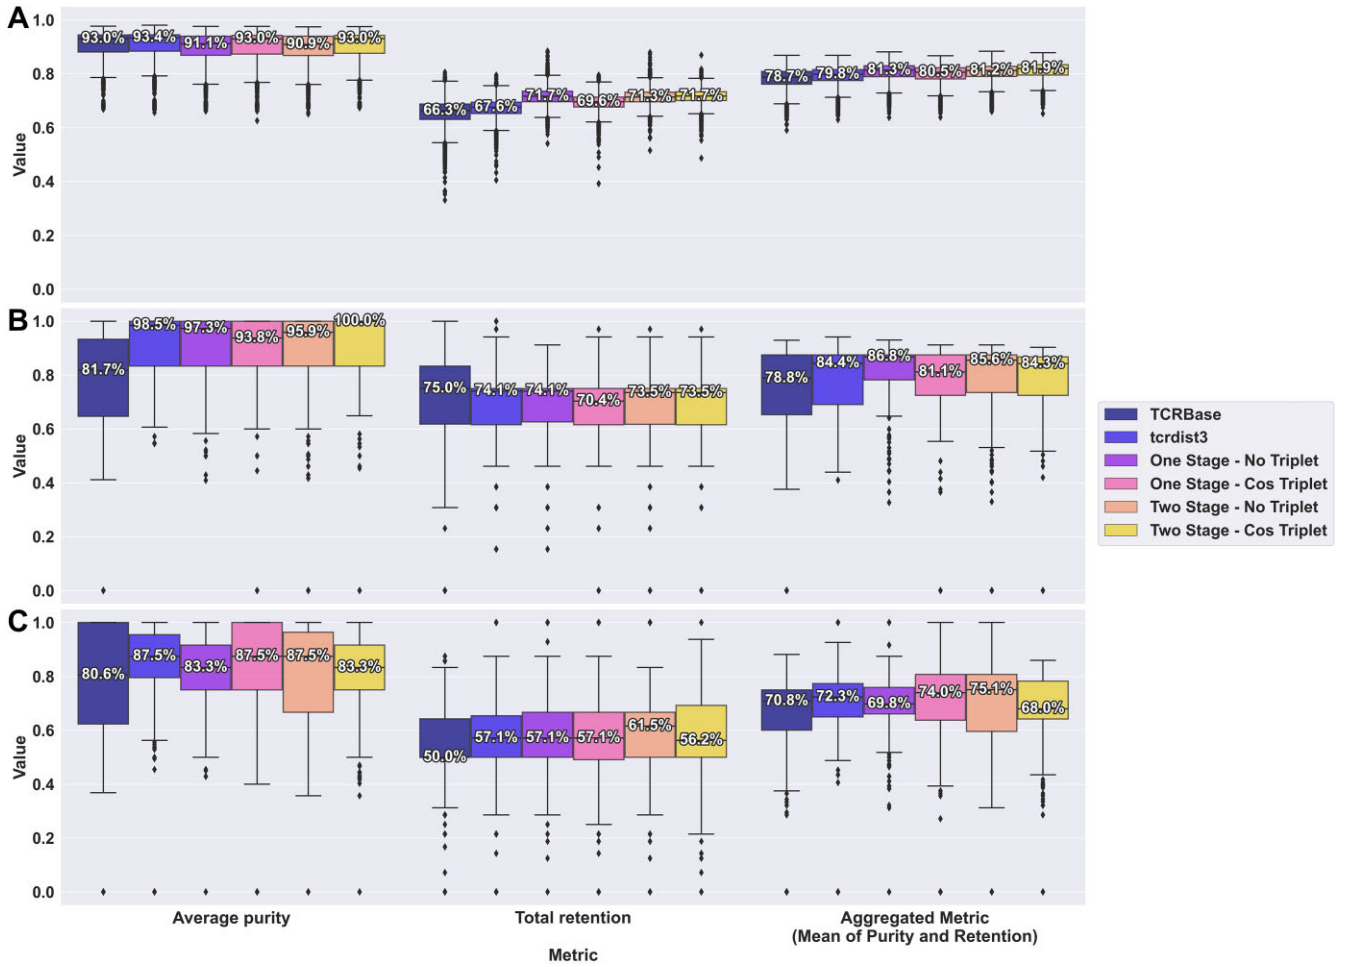 A
1.0
0.8
0.6
0.4
0.2
0.0
Value
93.0% 93.4% 91.1% 93.0% 90.9% 93.0%
66.3% 67.6% 71.7% 69.6% 71.3% 71.7%
78.7% 79.8% 81.3% 80.5% 81.2% 81.9%
B
1.0
0.8
0.6
0.4
0.2
0.0
Value
81.7% 98.5% 97.3% 93.8% 95.9% 100.0%
75.0% 74.1% 74.1% 70.4% 73.5% 73.5%
78.8% 84.4% 86.8% 81.1% 85.6% 84.3%
TCRBase
tcrdist3
One Stage - No Triplet
One Stage - Cos Triplet
Two Stage - No Triplet
Two Stage - Cos Triplet
C
1.0
0.8
0.6
0.4
0.2
0.0
Value
80.6% 87.5% 83.3% 87.5% 87.5% 83.3%
50.0% 57.1% 57.1% 57.1% 61.5% 56.2%
70.8% 72.3% 69.8% 74.0% 75.1% 68.0%
Average purity
Total retention
Aggregated Metric
(Mean of Purity and Retention)
Metric